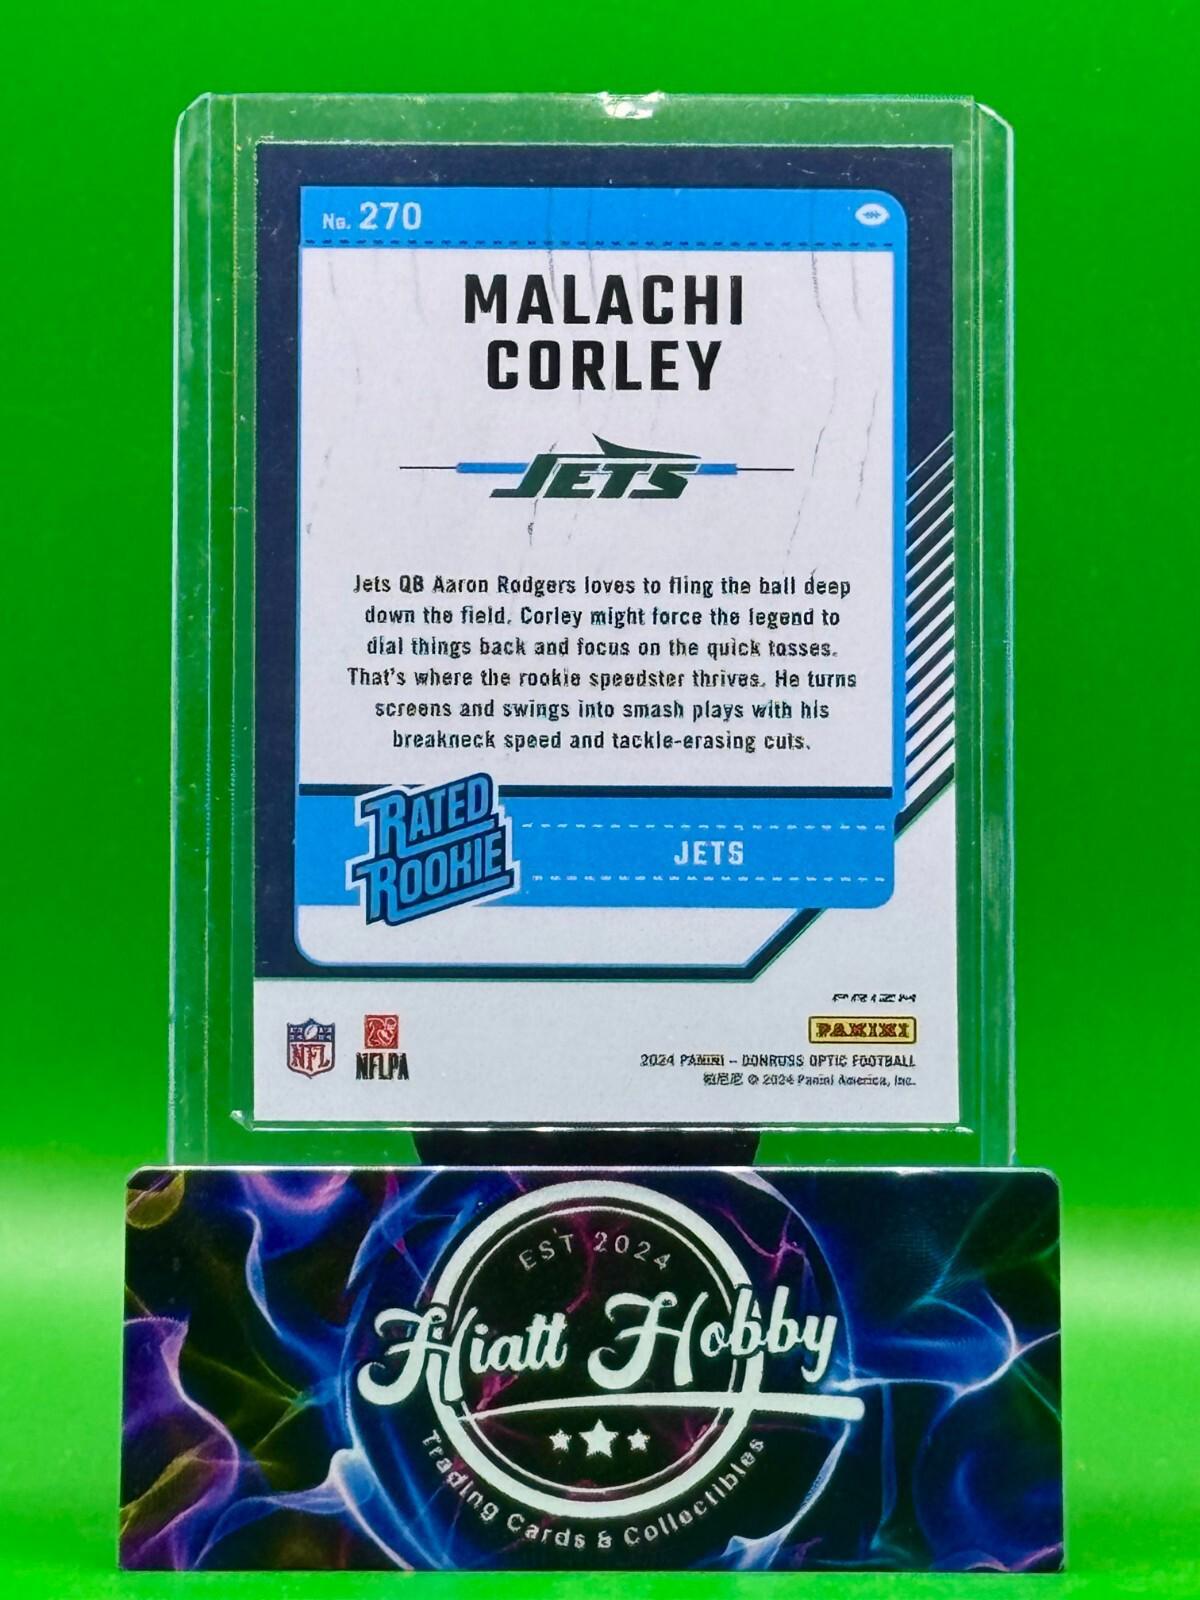 No. 270
MALACHI
CORLEY
JETS
Jets QB Aaron Rodgers loves to fling the ball deep
down the field. Corley might force the legend to
dial things back and focus on the quick tosses.
That's where the rookie speedster thrives. He turns
screens and swings into smash plays with his
breakneck speed and tackle-erasing cuts.
RATED
ROOKIE
JETS
PRIZM
PANINI
NFL
NFLPA
2024 PANINI – DONRUSS OPTIC FOOTBALL
© 2024 Panini America, Inc.
EST 2024
Hiatt Hobby
Trading Cards & Collectibles